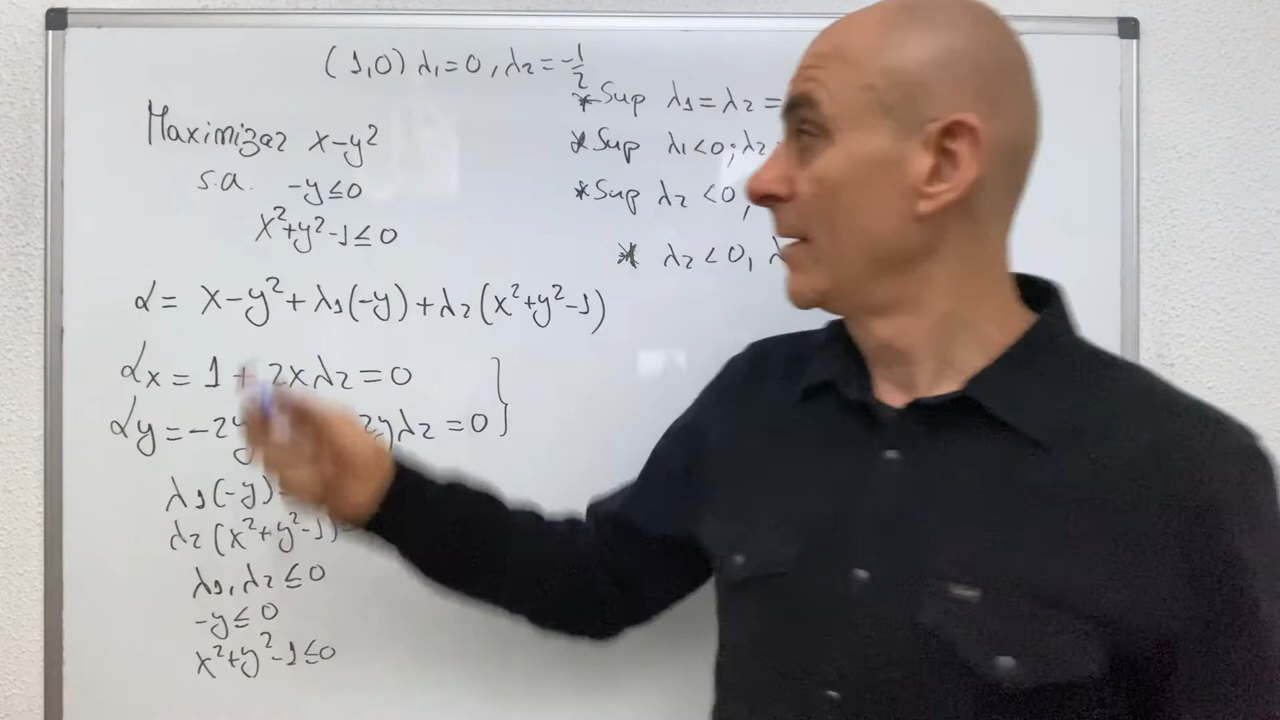 (1,0) λ₁=0, λ₂=-1/2
Maximizar x-y²
s.a. -y≤0
x²+y²-1≤0
α= x-y²+λ₁(-y)+λ₂(x²+y²-1)
αx = 1+2xλ₂=0
αy = -2y 2yλ₂=0
λ₁(-y)
λ₂(x²+y²-1)=
λ₁,λ₂≤0
-y≤0
x²+y²-1≤0
*Sup λ₁=λ₂=
*Sup λ₁<0; λ₂
*Sup λ₂<0,
* λ₂<0, λ